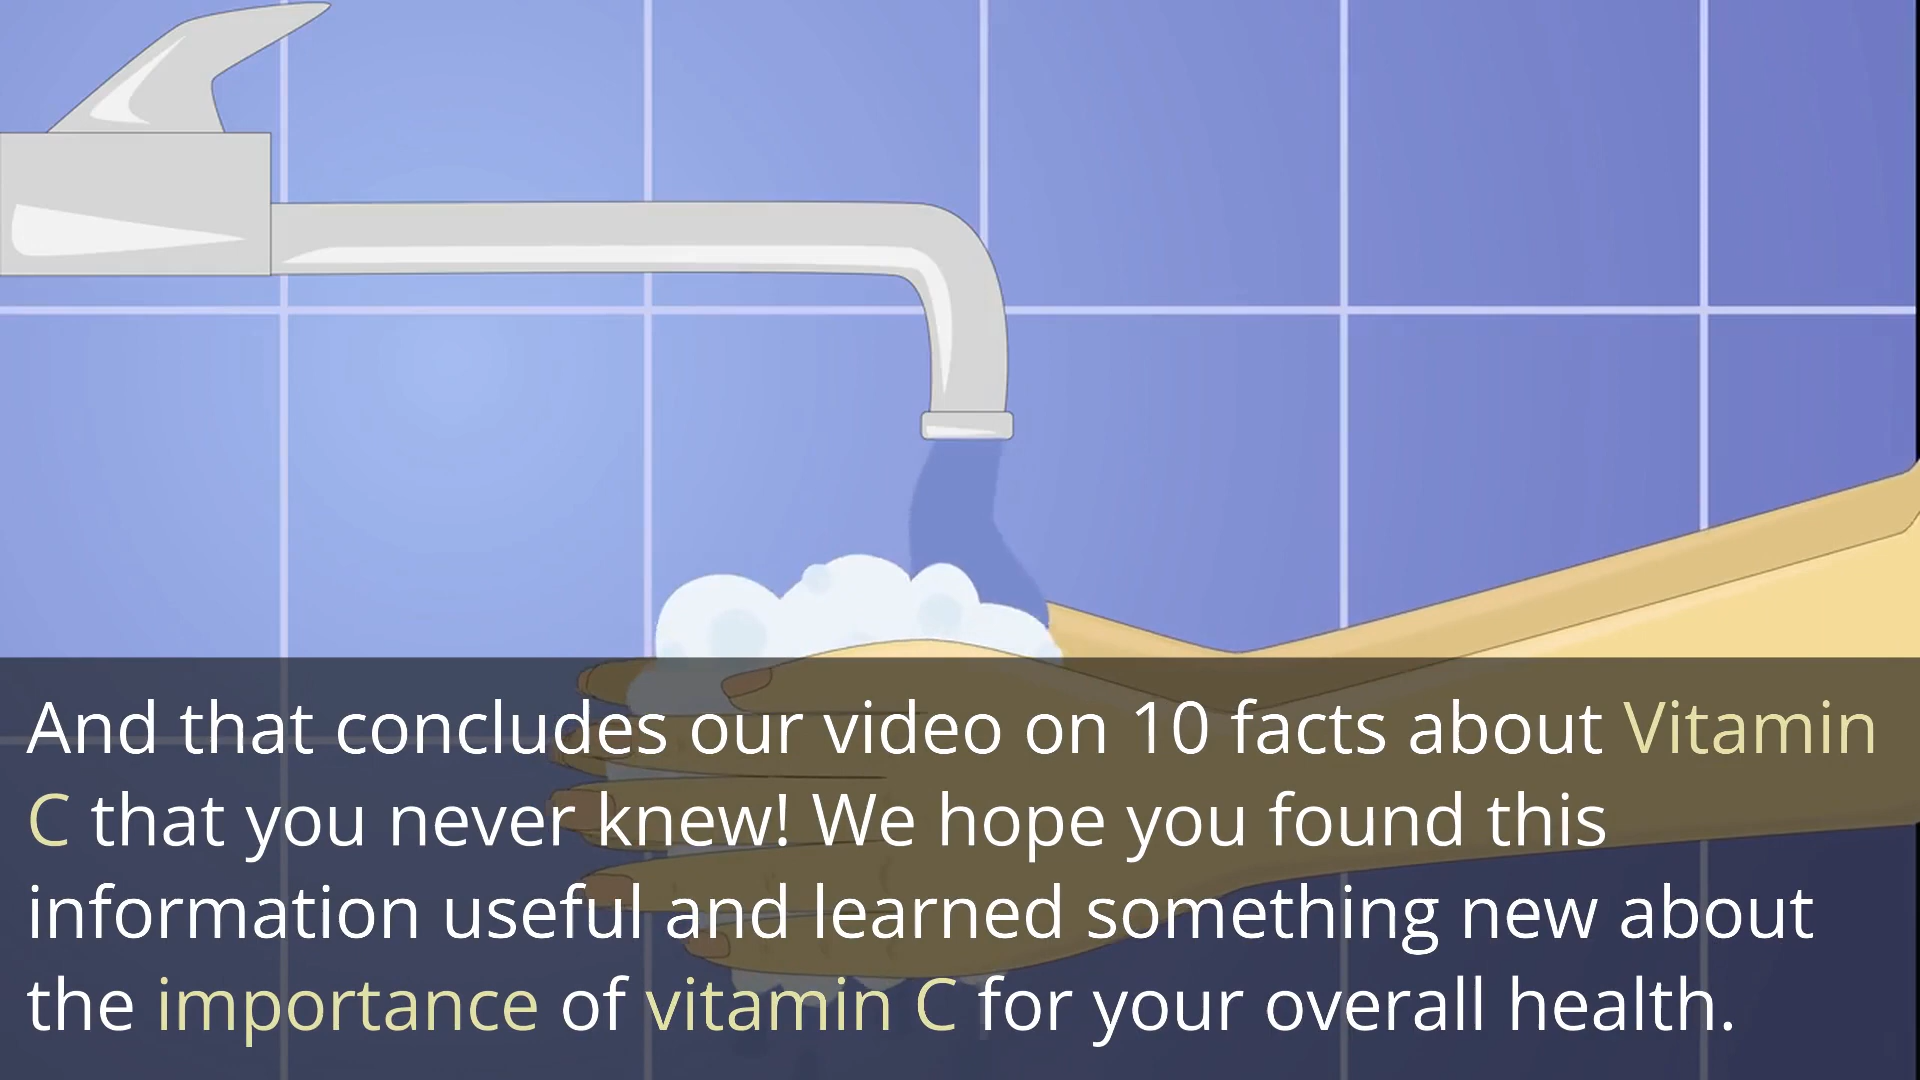 And that concludes our video on 10 facts about Vitamin
C that you never knew! We hope you found this
information useful and learned something new about
the importance of vitamin C for your overall health.